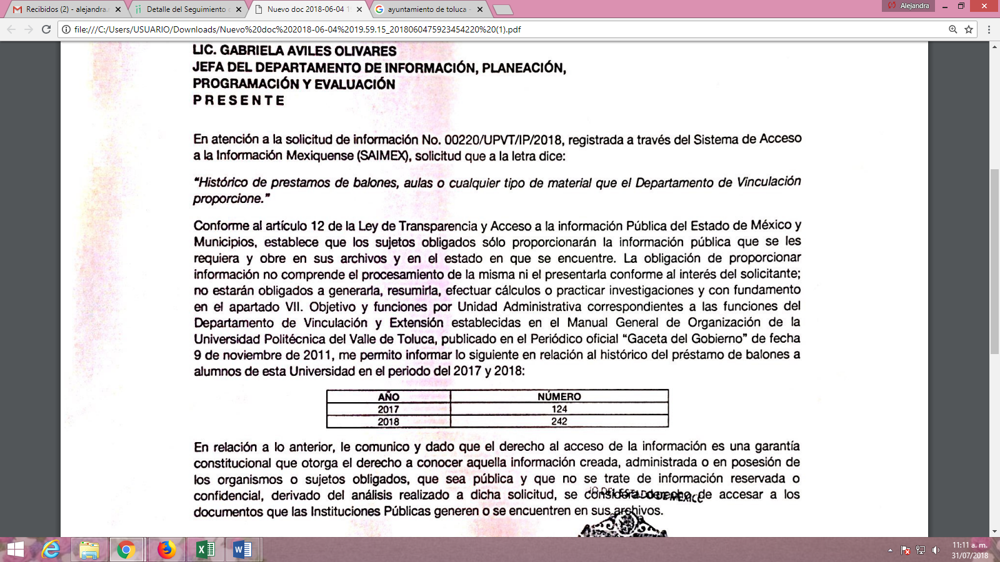 Recibidos (2) - alejandra.
Detalle del Seguimiento
Nuevo doc 2018-06-04 1
ayuntamiento de toluca -
Alejandra
file:///C:/Users/USUARIO/Downloads/Nuevo%20doc%202018-06-04%2019.59.15_2018060475923454220%20(1).pdf
LIC. GABRIELA AVILES OLIVARES
JEFA DEL DEPARTAMENTO DE INFORMACIÓN, PLANEACIÓN,
PROGRAMACIÓN Y EVALUACIÓN
P R E S E N T E
En atención a la solicitud de información No. 00220/UPVT/IP/2018, registrada a través del Sistema de Acceso
a la Información Mexiquense (SAIMEX), solicitud que a la letra dice:
"Histórico de prestamos de balones, aulas o cualquier tipo de material que el Departamento de Vinculación
proporcione."
Conforme al artículo 12 de la Ley de Transparencia y Acceso a la información Pública del Estado de México y
Municipios, establece que los sujetos obligados sólo proporcionarán la información pública que se les
requiera y obre en sus archivos y en el estado en que se encuentre. La obligación de proporcionar
información no comprende el procesamiento de la misma ni el presentarla conforme al interés del solicitante;
no estarán obligados a generarla, resumirla, efectuar cálculos o practicar investigaciones y con fundamento
en el apartado VII. Objetivo y funciones por Unidad Administrativa correspondientes a las funciones del
Departamento de Vinculación y Extensión establecidas en el Manual General de Organización de la
Universidad Politécnica del Valle de Toluca, publicado en el Periódico oficial "Gaceta del Gobierno" de fecha
9 de noviembre de 2011, me permito informar lo siguiente en relación al histórico del préstamo de balones a
alumnos de esta Universidad en el periodo del 2017 y 2018:
AÑO NÚMERO
2017 124
2018 242
En relación a lo anterior, le comunico y dado que el derecho al acceso de la información es una garantía
constitucional que otorga el derecho a conocer aquella información creada, administrada o en posesión de
los organismos o sujetos obligados, que sea pública y que no se trate de información reservada o
confidencial, derivado del análisis realizado a dicha solicitud, se considera derecho de accesar a los
DEL ESTADO DE MÉXICO
documentos que las Instituciones Públicas generen o se encuentren en sus archivos.
11:11 a. m.
31/07/2018